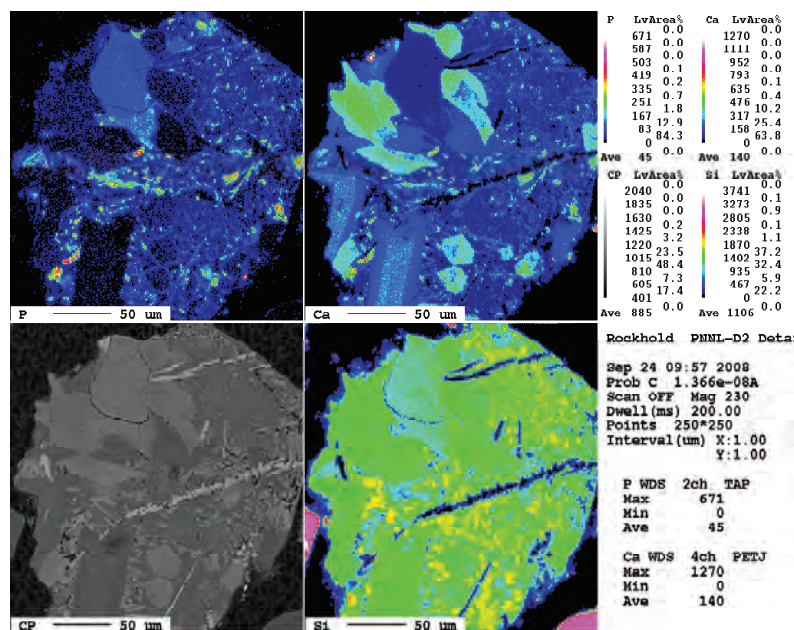 P LvArea%
0.0
671
0.0
587
0.0
503
0.1
419
0.2
335
0.7
251
1.8
167
12.9
83
84.3
0
0.0
Ave 45
Ca LvArea%
0.0
1270
0.0
1111
0.0
952
0.0
793
0.1
635
0.4
476
10.2
317
25.4
158
63.8
0
0.0
Ave 140
CP LvArea%
0.0
2040
0.0
1835
0.0
1630
0.2
1425
3.2
1220
23.5
1015
48.4
810
7.3
605
17.4
401
0.0
Ave 885
Si LvArea%
0.0
3741
0.1
3273
0.9
2805
0.1
2338
1.1
1870
37.2
1402
32.4
935
5.9
467
22.2
0
0.0
Ave 1106
P 50 um
Ca 50 um
CP 50 um
Si 50 um
Rockhold PNNL-D2 Deta
Sep 24 09:57 2008
Prob C 1.366e-08A
Scan OFF Mag 230
Dwell(ms) 200.00
Points 250*250
Interval(um) X:1.00
Y:1.00
P WDS 2ch TAP
Max 671
Min 0
Ave 45
Ca WDS 4ch PETJ
Max 1270
Min 0
Ave 140